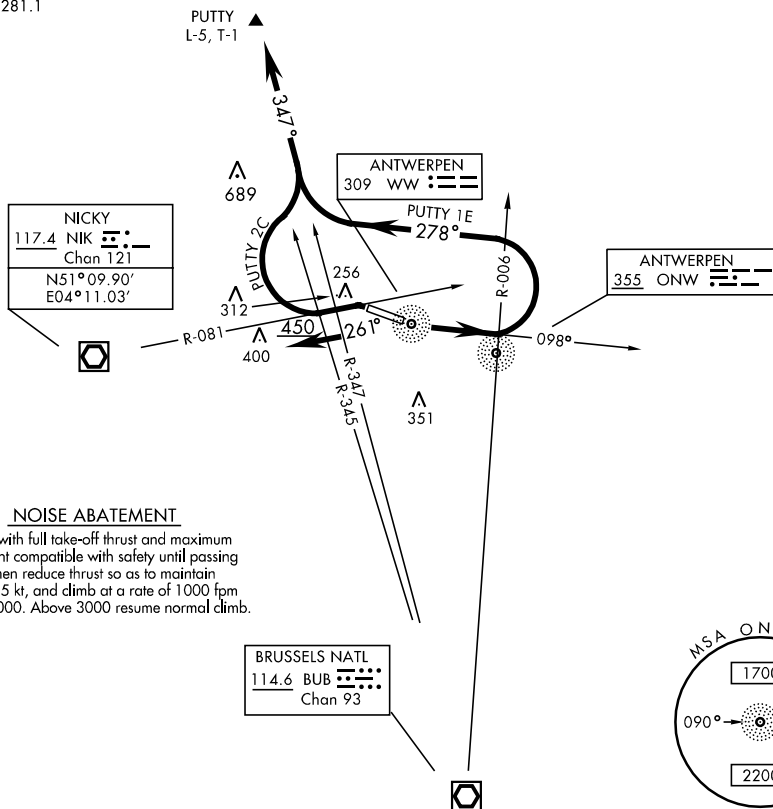 281.1
PUTTY
L-5, T-1
347°
689
ANTWERPEN
309 WW
PUTTY 1E
278°
PUTTY 2C
NICKY
117.4 NIK
Chan 121
N51°09.90'
E04°11.03'
R-006
ANTWERPEN
355 ONW
256
312
R-081
450
261°
400
098°
R-347
R-345
351
NOISE ABATEMENT
with full take-off thrust and maximum
nt compatible with safety until passing
hen reduce thrust so as to maintain
5 kt, and climb at a rate of 1000 fpm
000. Above 3000 resume normal climb.
BRUSSELS NATL
114.6 BUB
Chan 93
MSA ON
1700
090°
2200